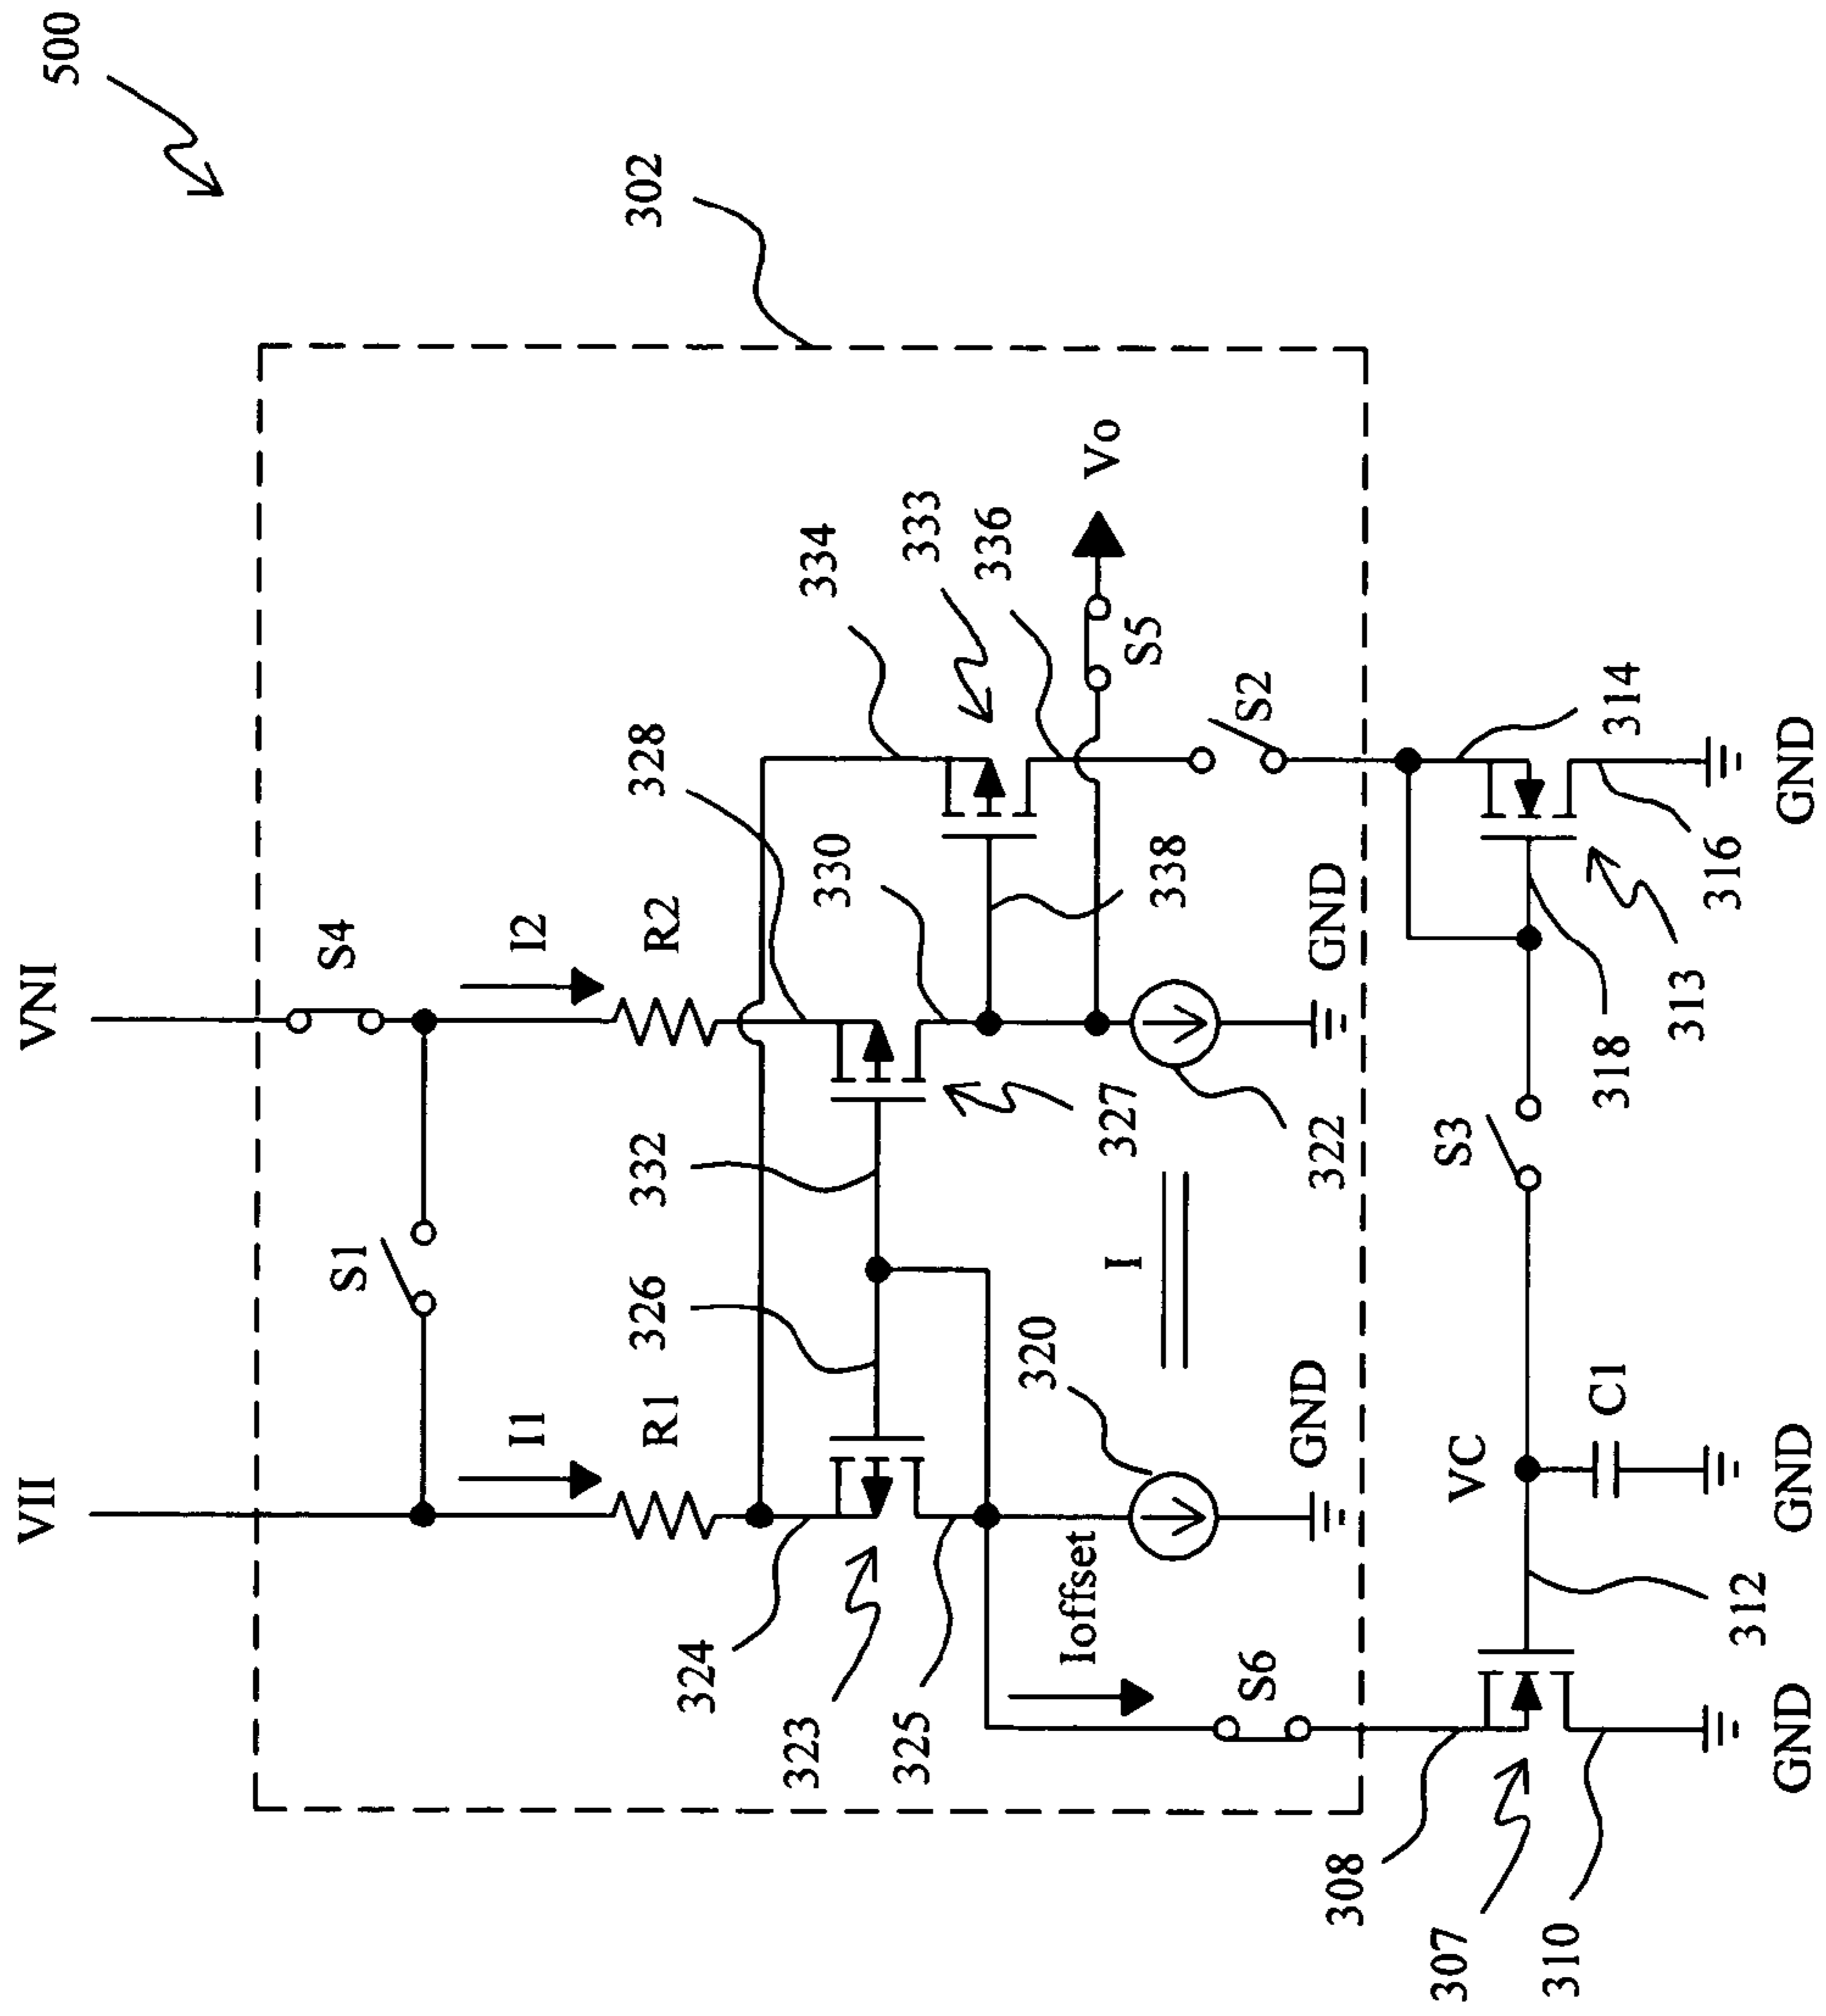 500
302
VNI
VII
S4
S1
I2
I1
R2
R1
328
334
333
336
Vo
S5
S2
330
338
332
326
327
322
GND
324
323
325
320
I
GND
Ioffset
S6
314
316
313
318
S3
GND
VC
C1
GND
312
308
307
310
GND